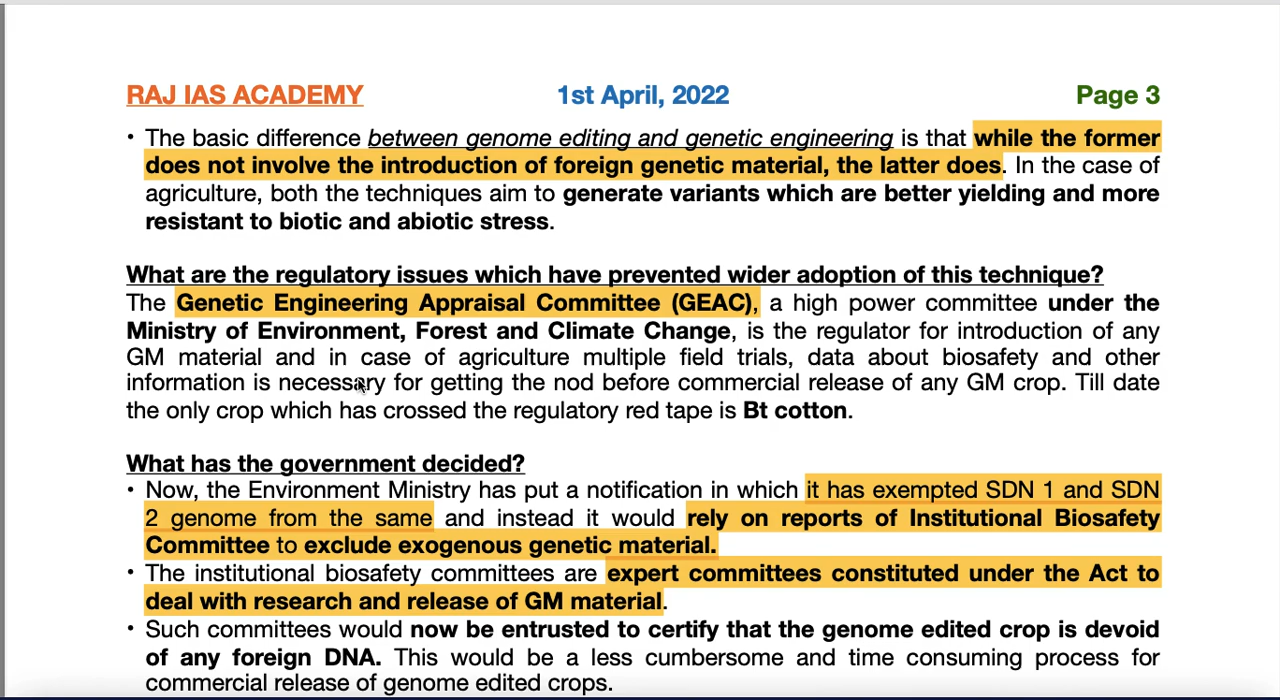 RAJ IAS ACADEMY 1st April, 2022 Page 3
• The basic difference between genome editing and genetic engineering is that while the former
does not involve the introduction of foreign genetic material, the latter does. In the case of
agriculture, both the techniques aim to generate variants which are better yielding and more
resistant to biotic and abiotic stress.
What are the regulatory issues which have prevented wider adoption of this technique?
The Genetic Engineering Appraisal Committee (GEAC), a high power committee under the
Ministry of Environment, Forest and Climate Change, is the regulator for introduction of any
GM material and in case of agriculture multiple field trials, data about biosafety and other
information is necessary for getting the nod before commercial release of any GM crop. Till date
the only crop which has crossed the regulatory red tape is Bt cotton.
What has the government decided?
• Now, the Environment Ministry has put a notification in which it has exempted SDN 1 and SDN
2 genome from the same and instead it would rely on reports of Institutional Biosafety
Committee to exclude exogenous genetic material.
• The institutional biosafety committees are expert committees constituted under the Act to
deal with research and release of GM material.
• Such committees would now be entrusted to certify that the genome edited crop is devoid
of any foreign DNA. This would be a less cumbersome and time consuming process for
commercial release of genome edited crops.